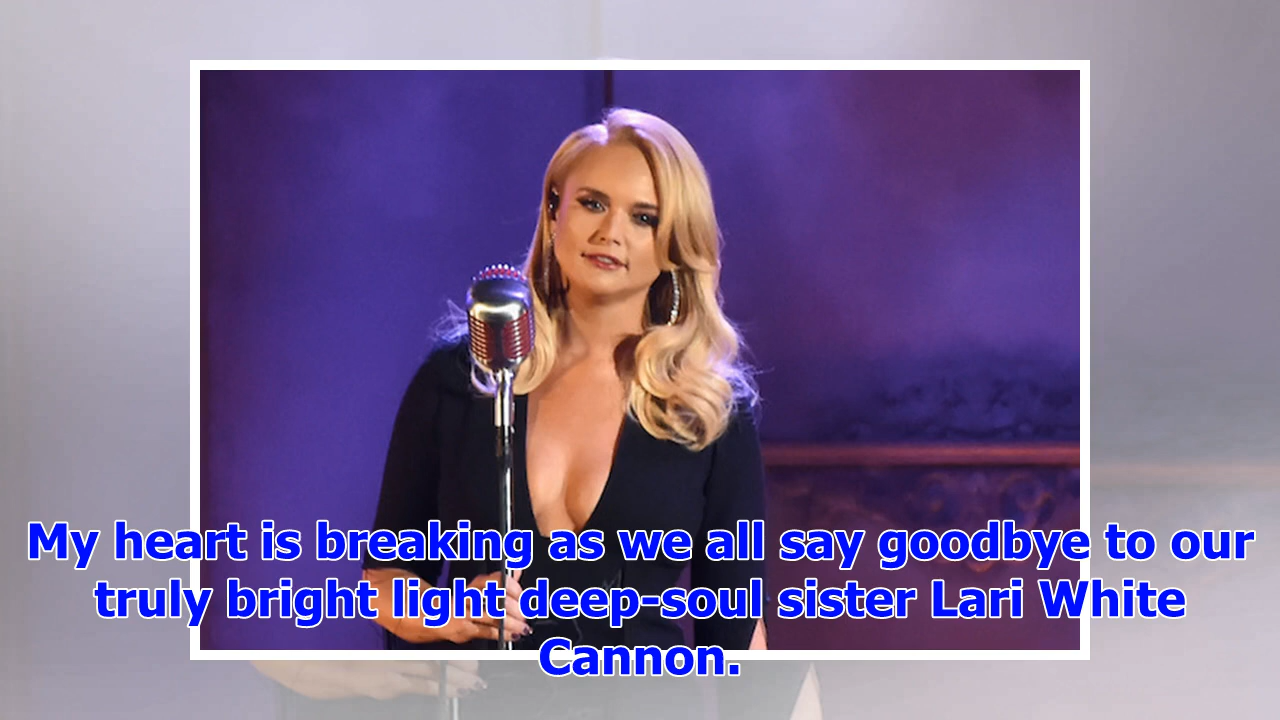 My heart is breaking as we all say goodbye to our
truly bright light deep-soul sister Lari White
Cannon.